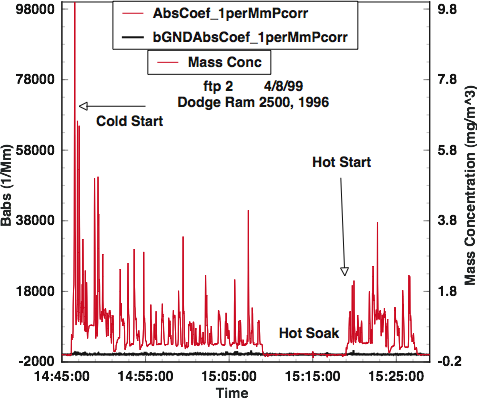 AbsCoef_1perMmPcorr
bGNDAbsCoef_1perMmPcorr
Mass Conc
ftp 2 4/8/99
Dodge Ram 2500, 1996
Cold Start
Hot Start
Hot Soak
Babs (1/Mm)
98000
78000
58000
38000
18000
-2000
Mass Concentration (mg/m^3)
9.8
7.8
5.8
3.8
1.8
-0.2
14:45:00 14:55:00 15:05:00 15:15:00 15:25:00
Time